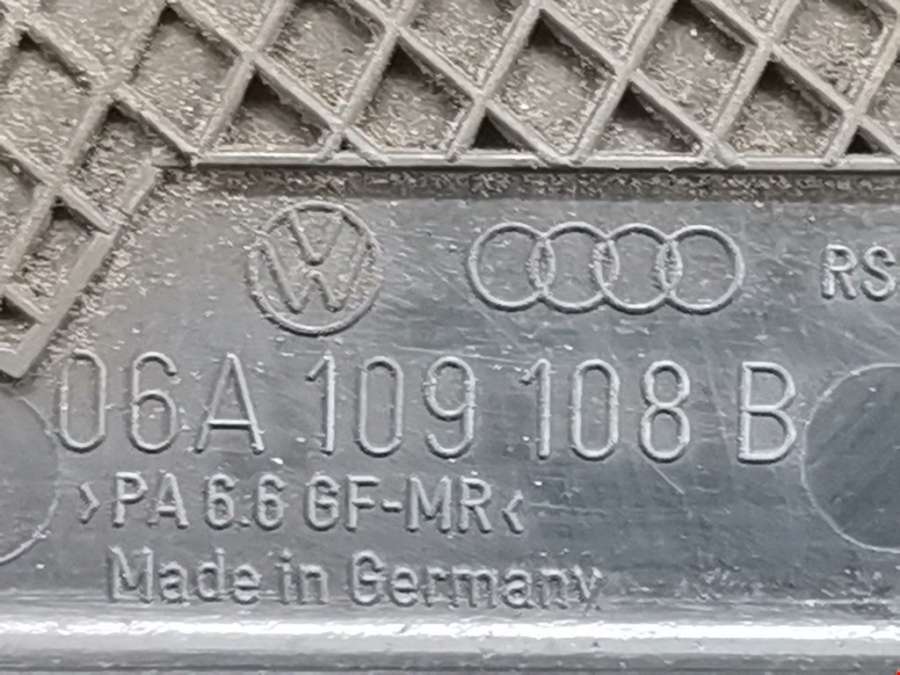 RS
06A 109 108 B
>PA 6.6 GF-MR<
Made in Germany